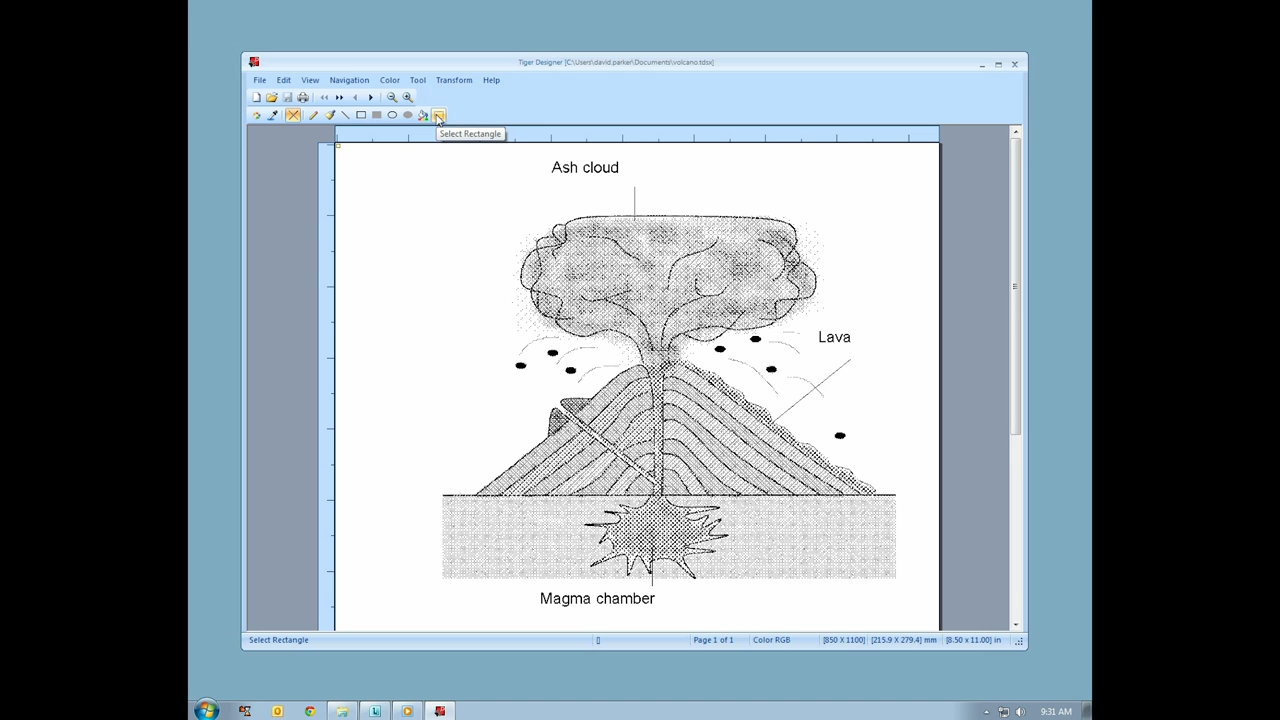 Tiger Designer [C:\Users\david.parker\Documents\volcano.tdsx]
File Edit View Navigation Color Tool Transform Help
Select Rectangle
Ash cloud
Lava
Magma chamber
Select Rectangle Page 1 of 1 Color RGB [850 X 1100] [215.9 X 279.4] mm [8.50 x 11.00] in
9:31 AM